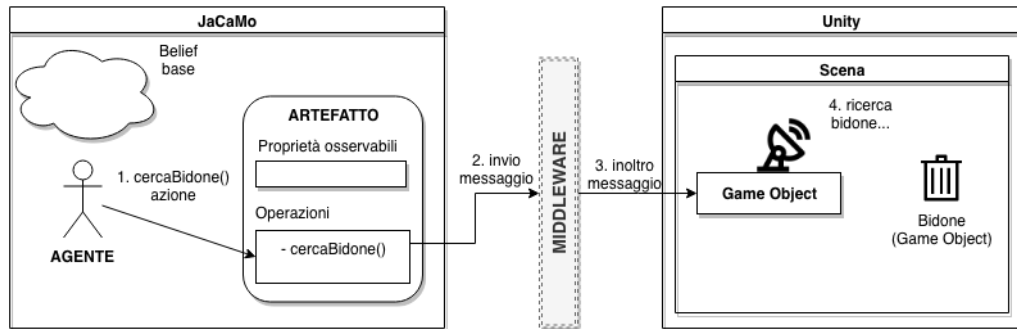 JaCaMo
Belief
base
ARTEFATTO
Proprietà osservabili
1. cercaBidone()
azione
AGENTE
Operazioni
- cercaBidone()
2. invio
messaggio
MIDDLEWARE
3. inoltro
messaggio
Unity
Scena
4. ricerca
bidone...
Game Object
Bidone
(Game Object)